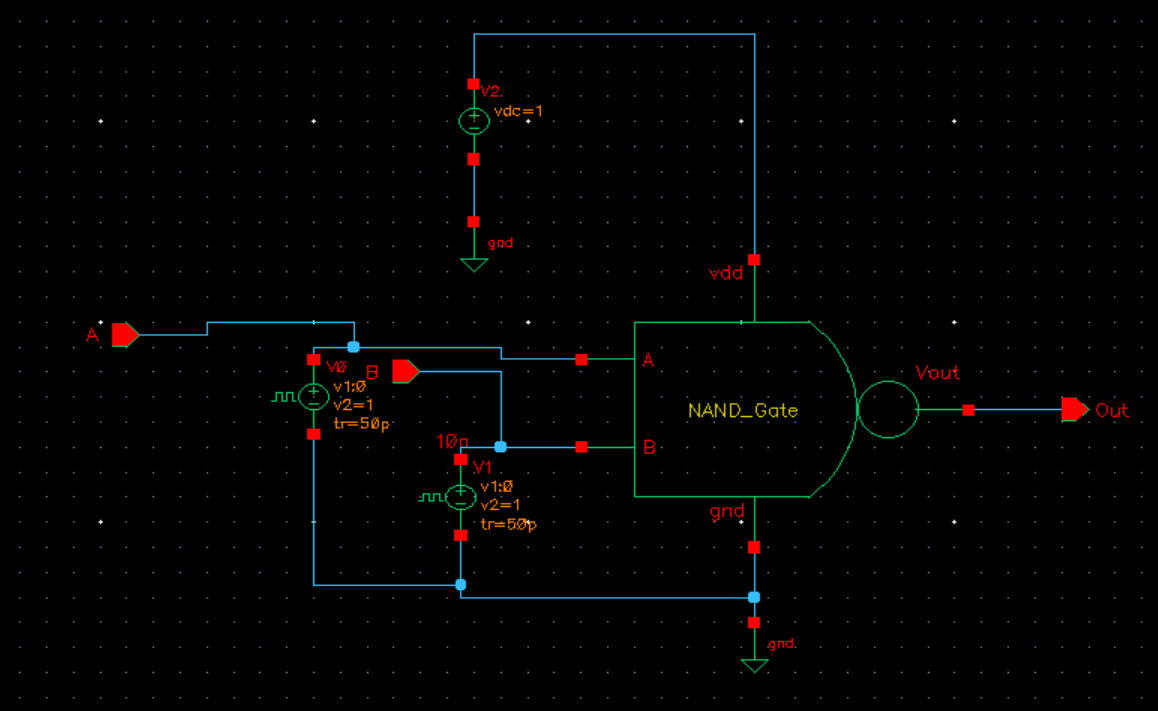 V2
vdc=1
gnd
vdd
A
V0
v1:0
v2=1
tr=50p
B
A
Vout
NAND_Gate
Out
B
V1
v1:0
v2=1
tr=50p
gnd
gnd